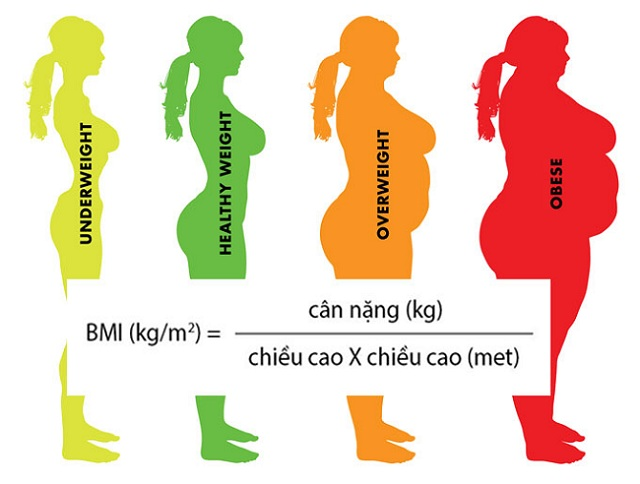 UNDERWEIGHT
HEALTHY WEIGHT
OVERWEIGHT
OBESE
BMI (kg/m²) =
cân nặng (kg)
chiều cao X chiều cao (met)